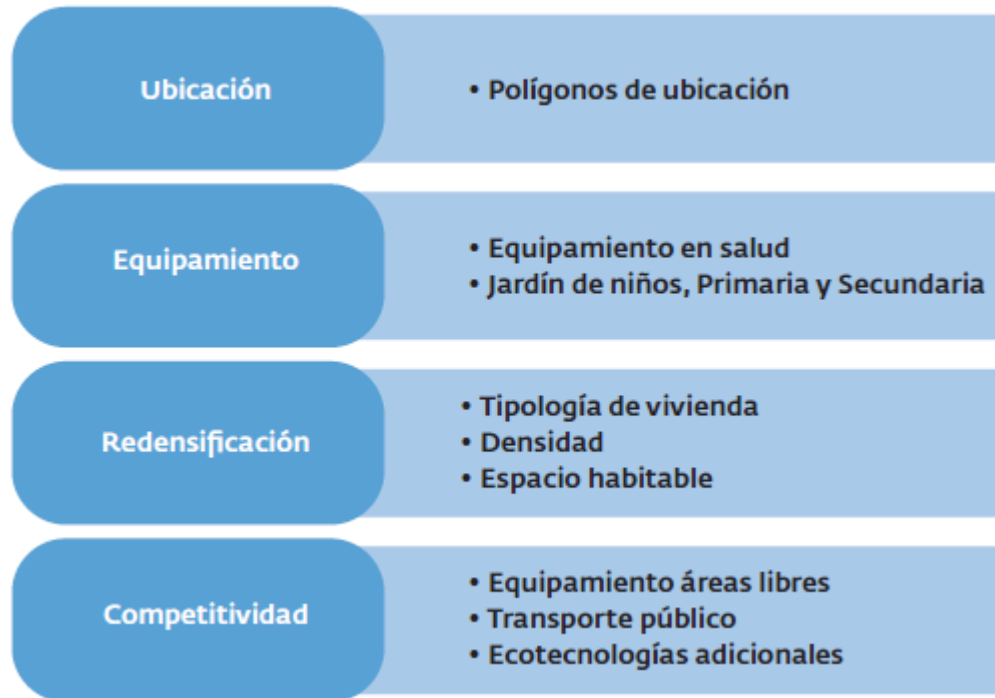 Ubicación
• Polígonos de ubicación
Equipamiento
• Equipamiento en salud
• Jardín de niños, Primaria y Secundaria
Redensificación
• Tipología de vivienda
• Densidad
• Espacio habitable
Competitividad
• Equipamiento áreas libres
• Transporte público
• Ecotecnologías adicionales